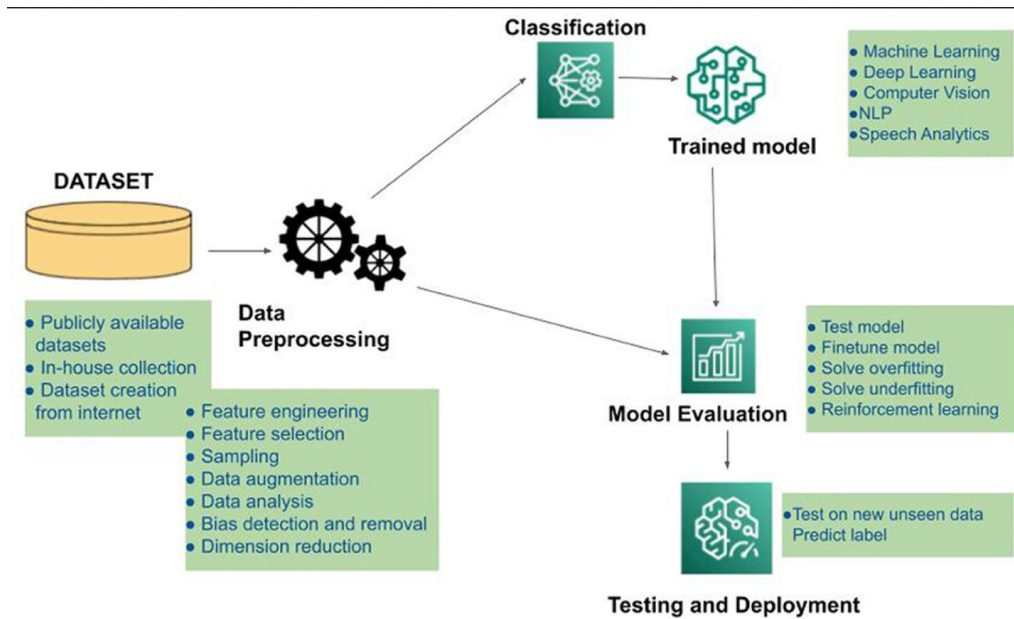 Classification
● Machine Learning
● Deep Learning
● Computer Vision
●NLP
●Speech Analytics
Trained model
DATASET
● Publicly available
datasets
● In-house collection
● Dataset creation
from internet
Data
Preprocessing
● Feature engineering
● Feature selection
● Sampling
● Data augmentation
● Data analysis
● Bias detection and removal
● Dimension reduction
Model Evaluation
● Test model
● Finetune model
● Solve overfitting
● Solve underfitting
● Reinforcement learning
●Test on new unseen data
Predict label
Testing and Deployment